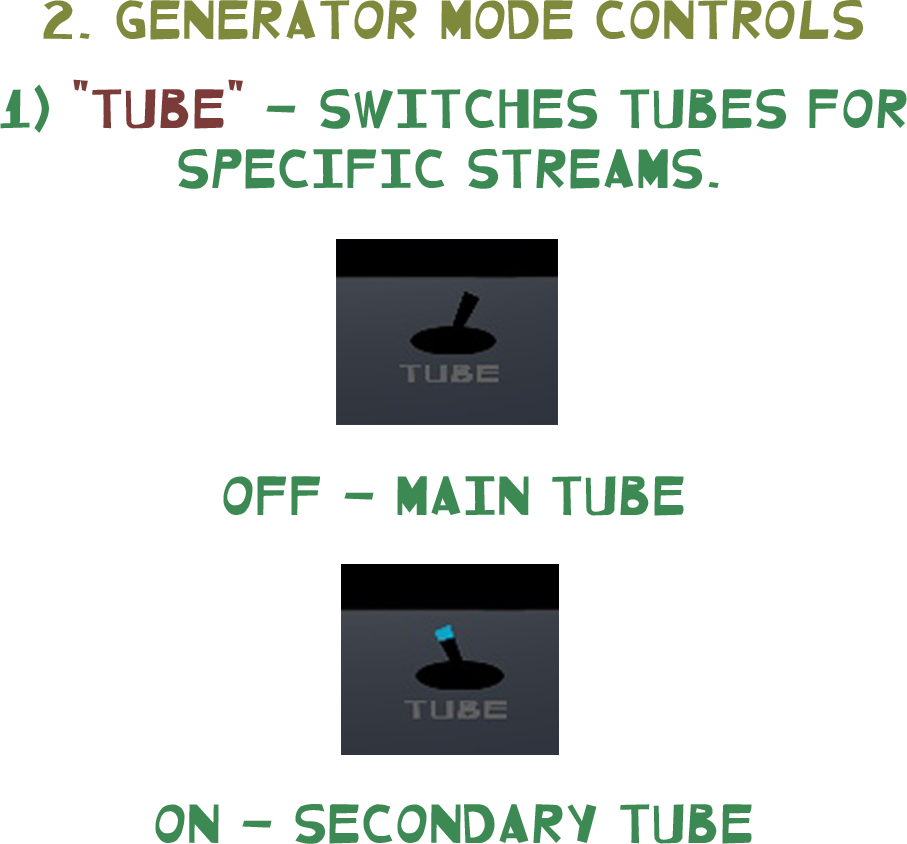 2. GENERATOR MODE CONTROLS
1) "TUBE" - SWITCHES TUBES FOR
SPECIFIC STREAMS.
TUBE
OFF - MAIN TUBE
TUBE
ON - SECONDARY TUBE